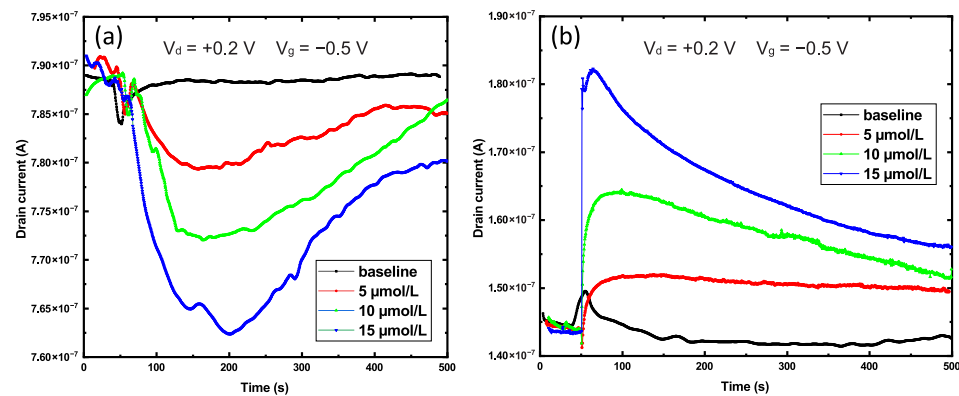 (a)
V_d = +0.2 V V_g = −0.5 V
7.95×10⁻⁷
7.90×10⁻⁷
7.85×10⁻⁷
7.80×10⁻⁷
7.75×10⁻⁷
7.70×10⁻⁷
7.65×10⁻⁷
7.60×10⁻⁷
Drain current (A)
baseline
5 µmol/L
10 µmol/L
15 µmol/L
0 100 200 300 400 500
Time (s)
(b)
V_d = +0.2 V V_g = −0.5 V
1.90×10⁻⁷
1.80×10⁻⁷
1.70×10⁻⁷
1.60×10⁻⁷
1.50×10⁻⁷
1.40×10⁻⁷
Drain current (A)
baseline
5 µmol/L
10 µmol/L
15 µmol/L
0 100 200 300 400 500
Time (s)